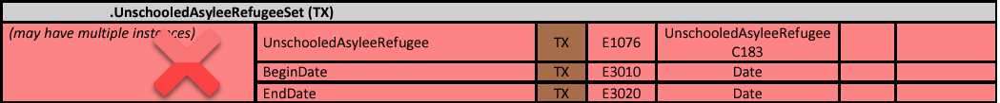 .UnschooledAsyleeRefugeeSet (TX)
(may have multiple instances)
UnschooledAsyleeRefugee TX E1076 UnschooledAsyleeRefugee
C183
BeginDate TX E3010 Date
EndDate TX E3020 Date